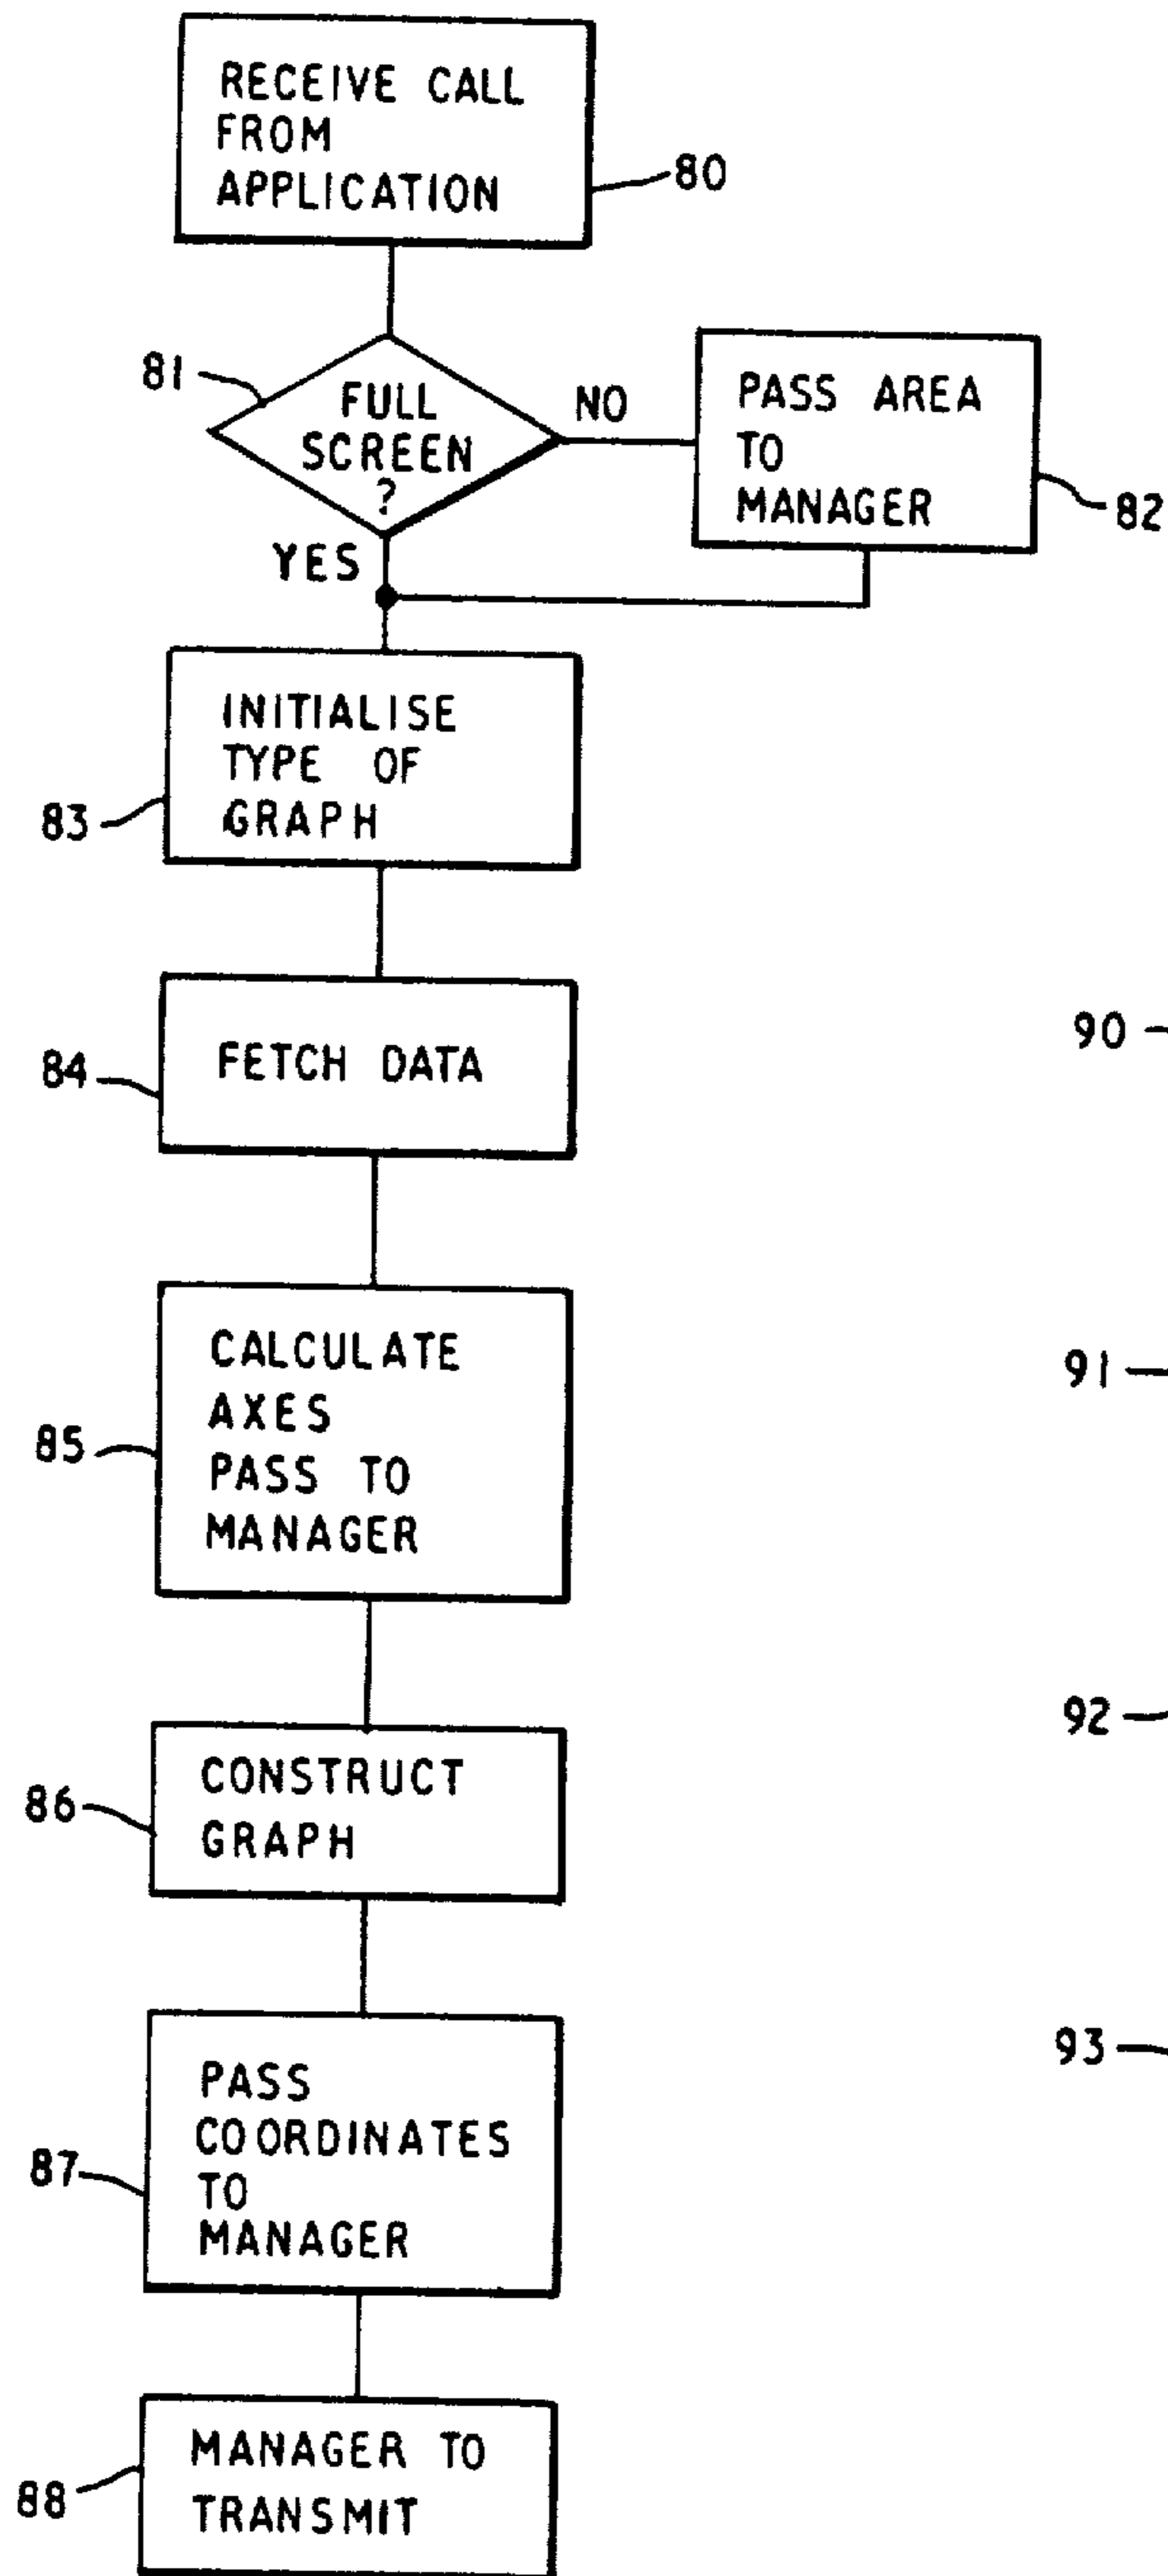 RECEIVE CALL
FROM
APPLICATION
80
81
FULL
SCREEN
?
NO
YES
PASS AREA
TO
MANAGER
82
INITIALISE
TYPE OF
GRAPH
83
FETCH DATA
84
CALCULATE
AXES
PASS TO
MANAGER
85
CONSTRUCT
GRAPH
86
PASS
COORDINATES
TO
MANAGER
87
MANAGER TO
TRANSMIT
88
90
91
92
93